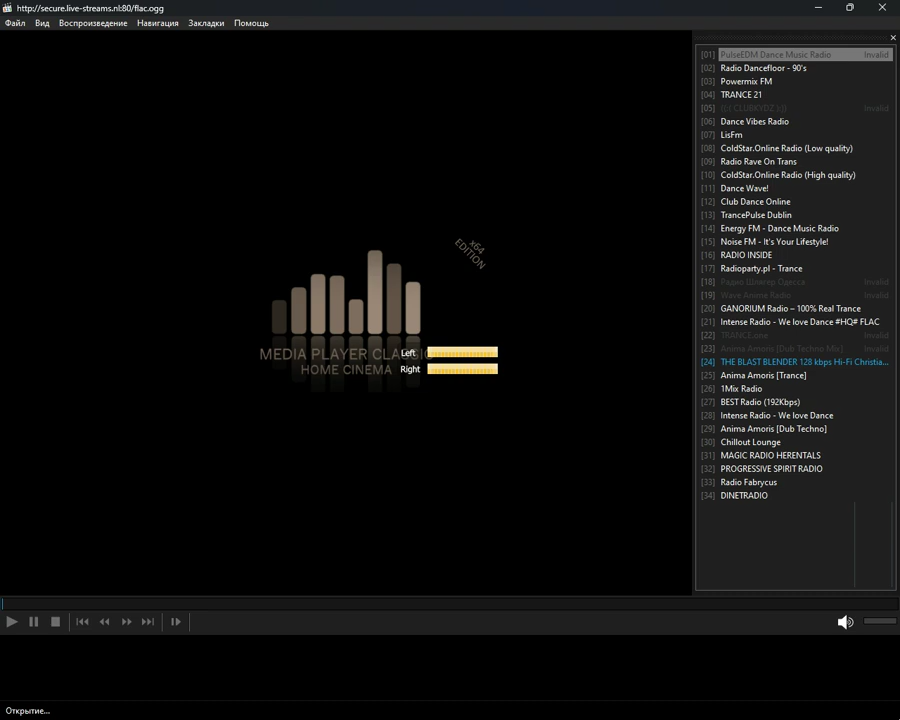 http://secure.live-streams.nl:80/flac.ogg
Файл Вид Воспроизведение Навигация Закладки Помощь
[01] PulseEDM Dance Music Radio Invalid
[02] Radio Dancefloor - 90's
[03] Powermix FM
[04] TRANCE 21
[05] Invalid
[06] Dance Vibes Radio
[07] LisFm
[08] ColdStar.Online Radio (Low quality)
[09] Radio Rave On Trans
[10] ColdStar.Online Radio (High quality)
[11] Dance Wave!
[12] Club Dance Online
[13] TrancePulse Dublin
[14] Energy FM - Dance Music Radio
[15] Noise FM - It's Your Lifestyle!
[16] RADIO INSIDE
[17] Radioparty.pl - Trance
[18] Радио Шлягер Одесса Invalid
[19] Wave Anime Radio Invalid
[20] GANORIUM Radio – 100% Real Trance
[21] Intense Radio - We love Dance #HQ# FLAC
[22] Invalid
[23] Anima Amoris [Dub Techno Mix] Invalid
[24] THE BLAST BLENDER 128 kbps Hi-Fi Christia...
[25] Anima Amoris [Trance]
[26] 1Mix Radio
[27] BEST Radio (192Kbps)
[28] Intense Radio - We love Dance
[29] Anima Amoris [Dub Techno]
[30] Chillout Lounge
[31] MAGIC RADIO HERENTALS
[32] PROGRESSIVE SPIRIT RADIO
[33] Radio Fabrycus
[34] DINETRADIO
x64
EDITION
MEDIA PLAYER CLASSIC
HOME CINEMA
Left
Right
Открытие...